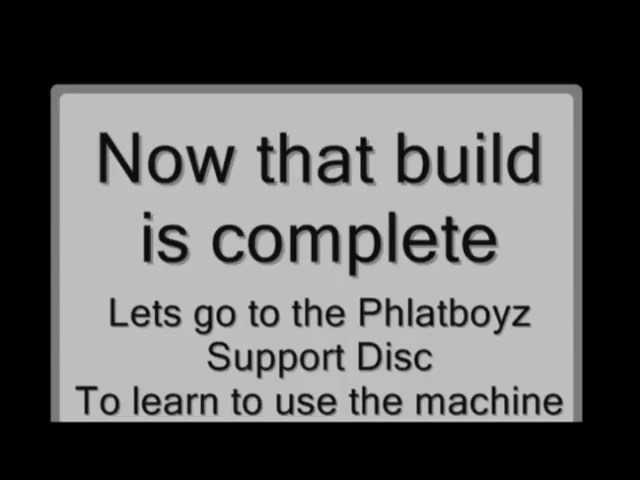 Now that build
is complete
Lets go to the Phlatboyz
Support Disc
To learn to use the machine